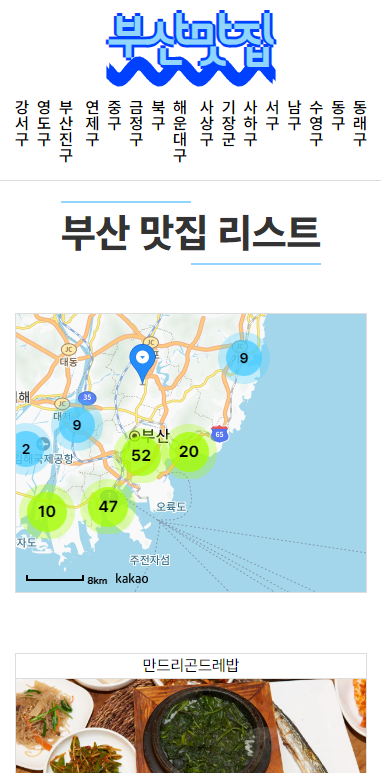 부산맛집
강서구 영도구 부산진구 연제구 중구 금정구 북구 해운대구 사상구 기장군 사하구 서구 남구 수영구 동구 동래구
부산 맛집 리스트
JC
JC
대동
9
해
35
JC
9
부산
65
2
52
20
국제공항
10
47
오륙도
자도
주전자섬
8km kakao
만드리곤드레밥